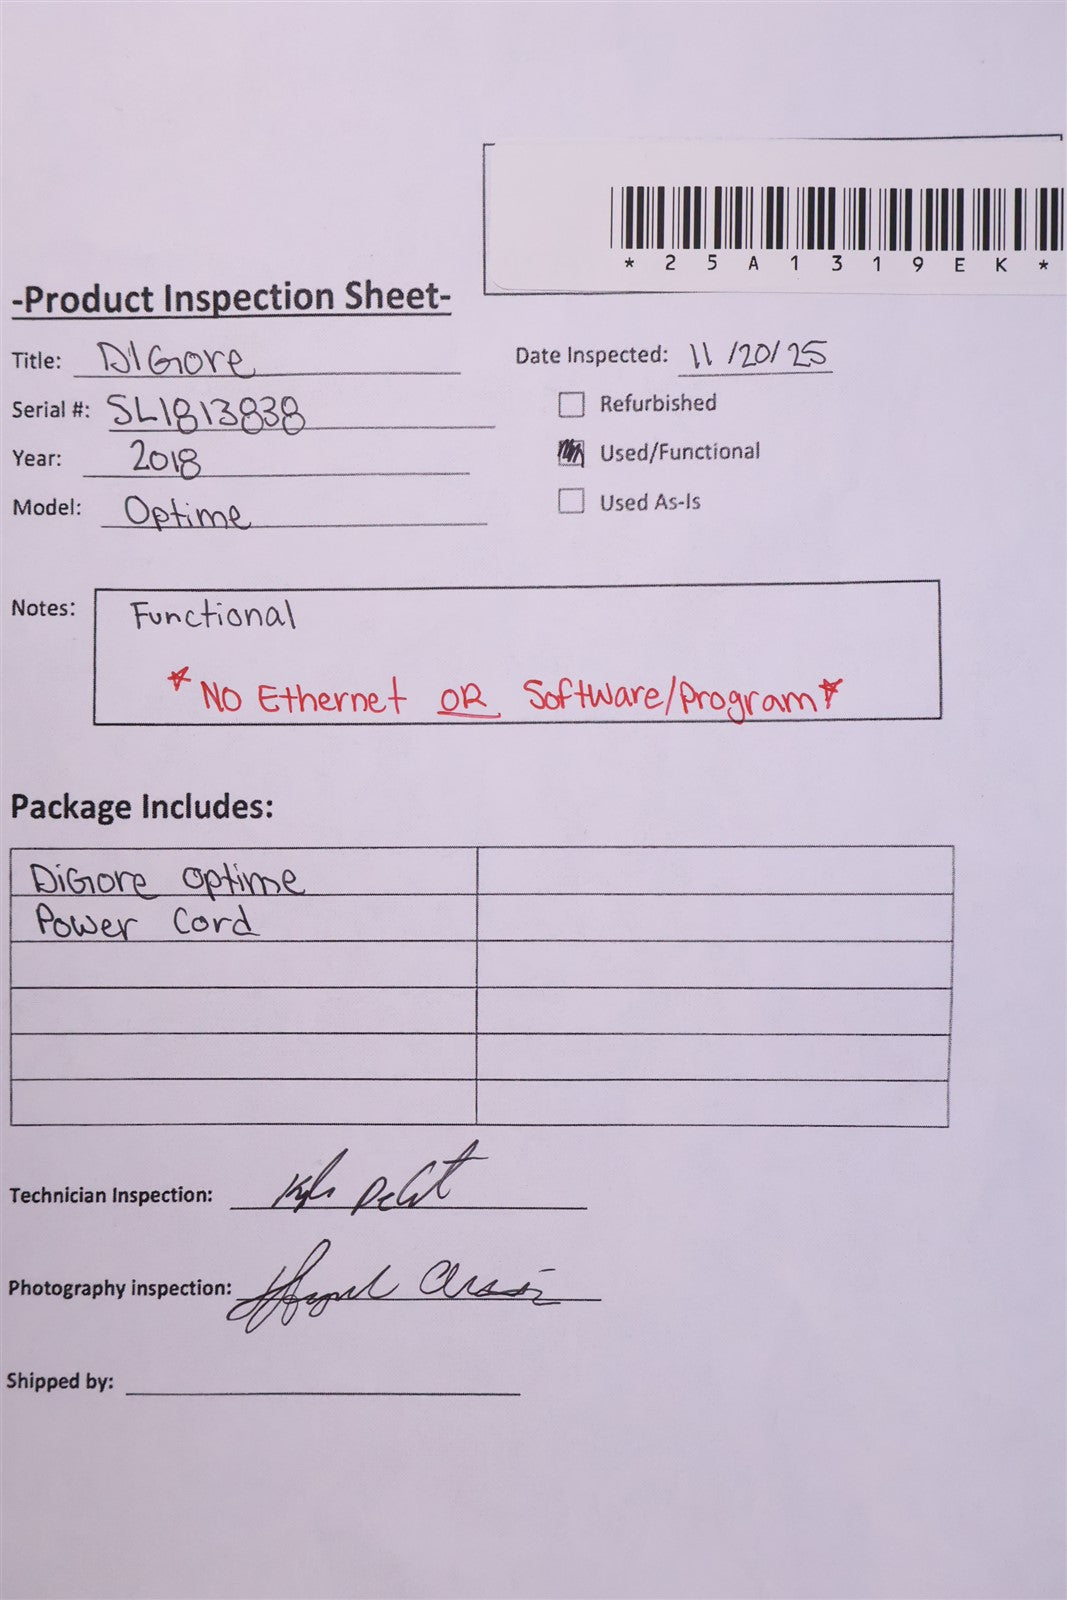 * 2 5 A 1 3 1 9 E K *
-Product Inspection Sheet-
Title: DIGore
Date Inspected: 11/20/25
Serial #: SL1813838
Refurbished
Year: 2018
Used/Functional
Model: Optime
Used As-Is
Notes: Functional
*No Ethernet OR Software/Program*
Package Includes:
DiGore Optime
Power Cord
Technician Inspection:
Photography inspection:
Shipped by: